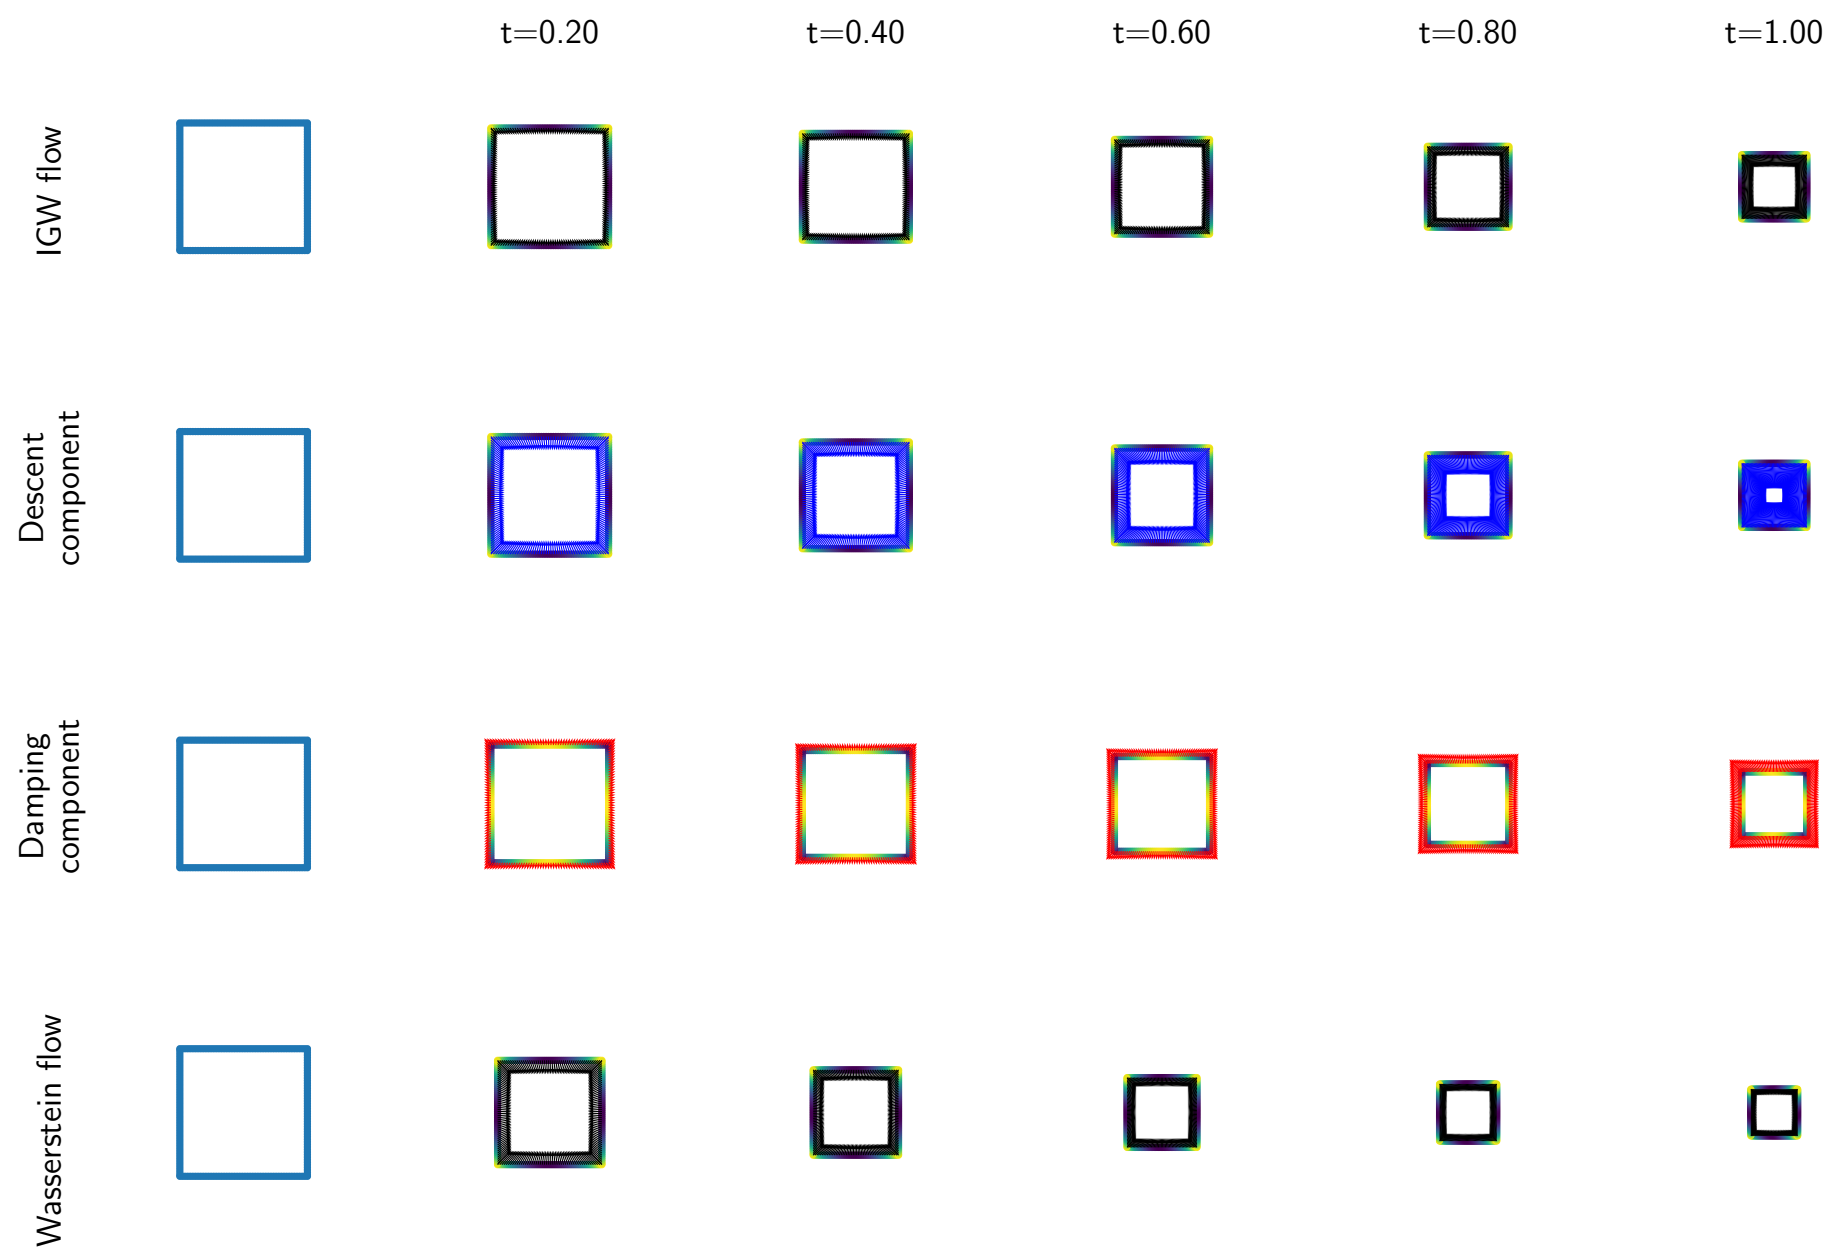 t=0.20
t=0.40
t=0.60
t=0.80
t=1.00
IGW flow
Descent
component
Damping
component
Wasserstein flow